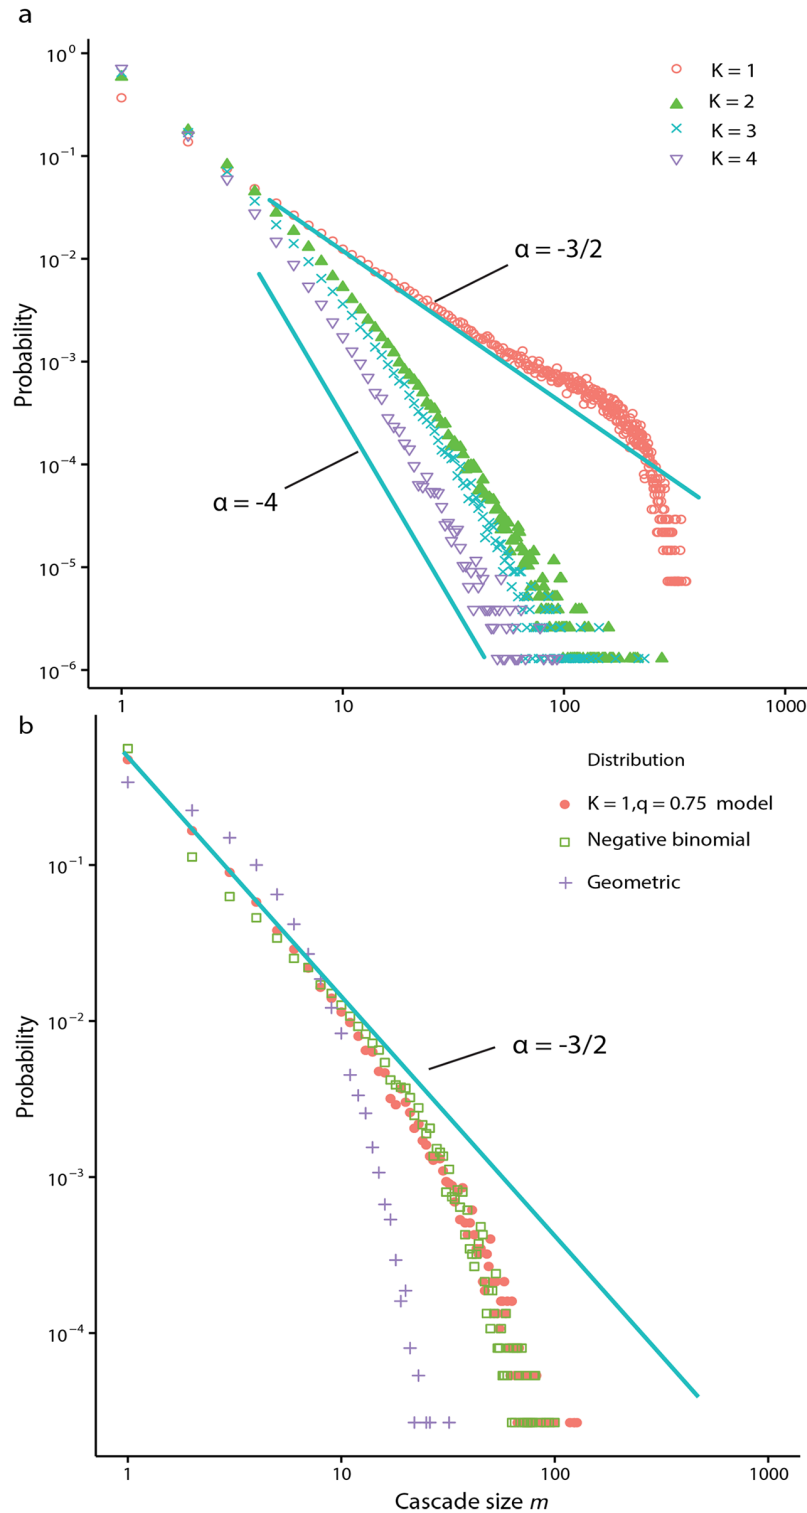 a
10⁰
10⁻¹
10⁻²
10⁻³
10⁻⁴
10⁻⁵
10⁻⁶
Probability
K = 1
K = 2
K = 3
K = 4
α = -3/2
α = -4
1
10
100
1000
b
10⁻¹
10⁻²
10⁻³
10⁻⁴
Probability
Distribution
K = 1,q = 0.75 model
Negative binomial
Geometric
α = -3/2
1
10
100
1000
Cascade size m